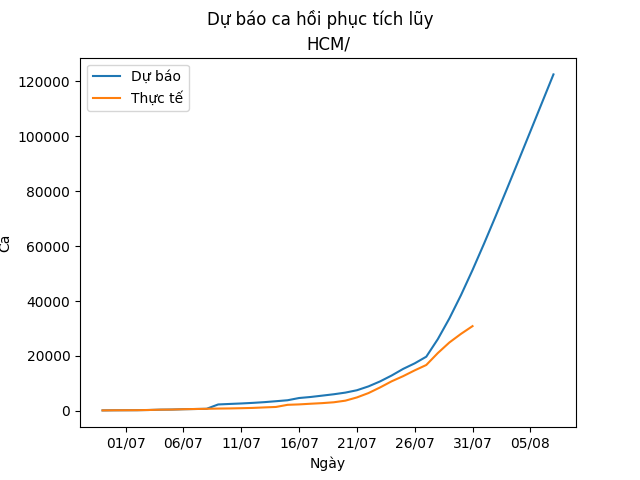 Dự báo ca hồi phục tích lũy
HCM/
Dự báo
Thực tế
120000
100000
80000
60000
40000
20000
0
Ca
01/07
06/07
11/07
16/07
21/07
26/07
31/07
05/08
Ngày